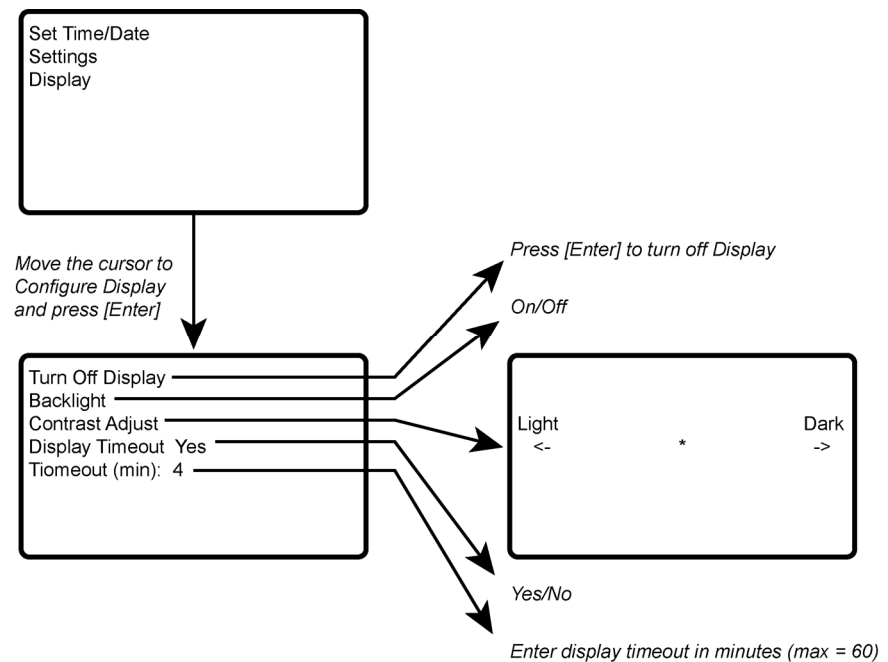 Set Time/Date
Settings
Display
Move the cursor to
Configure Display
and press [Enter]
Press [Enter] to turn off Display
On/Off
Turn Off Display
Backlight
Contrast Adjust
Display Timeout  Yes
Tiomeout (min):  4
Light Dark
<- * ->
Yes/No
Enter display timeout in minutes (max = 60)